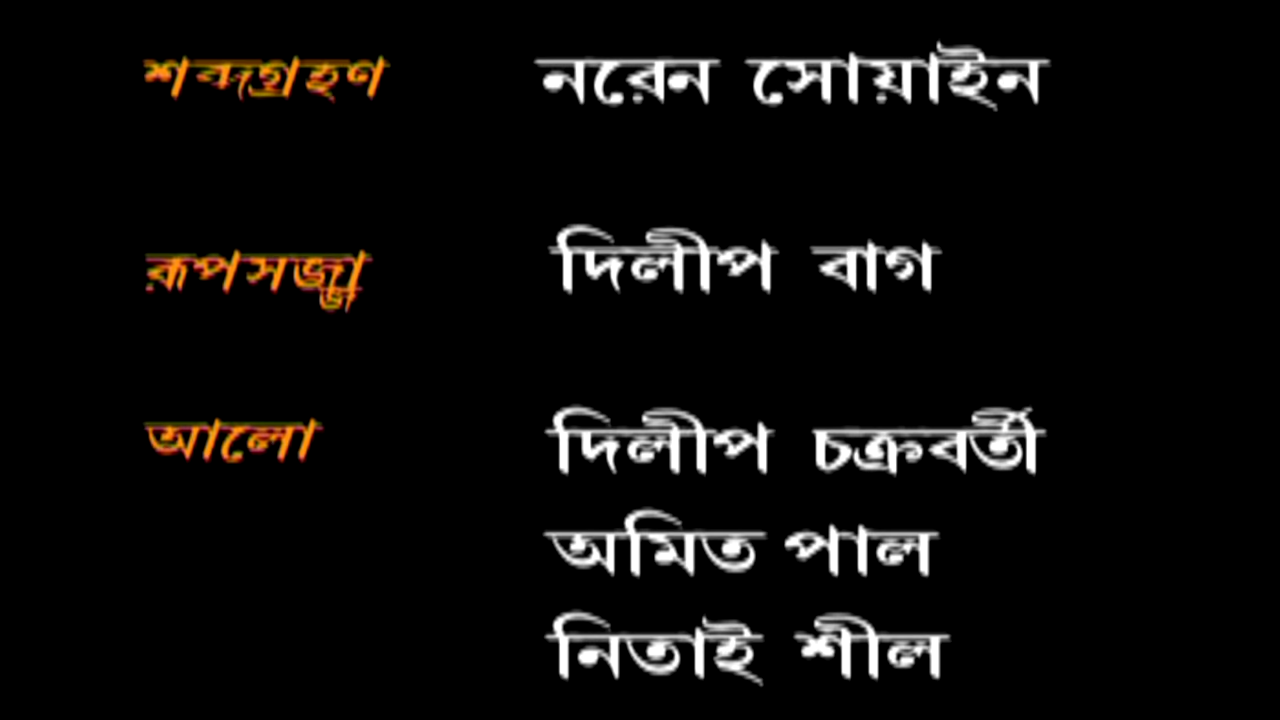 শব্দগ্রহণ নরেন সোয়াইন
রূপসজ্জা দিলীপ বাগ
আলো দিলীপ চক্রবর্তী
অমিত পাল
নিতাই শীল